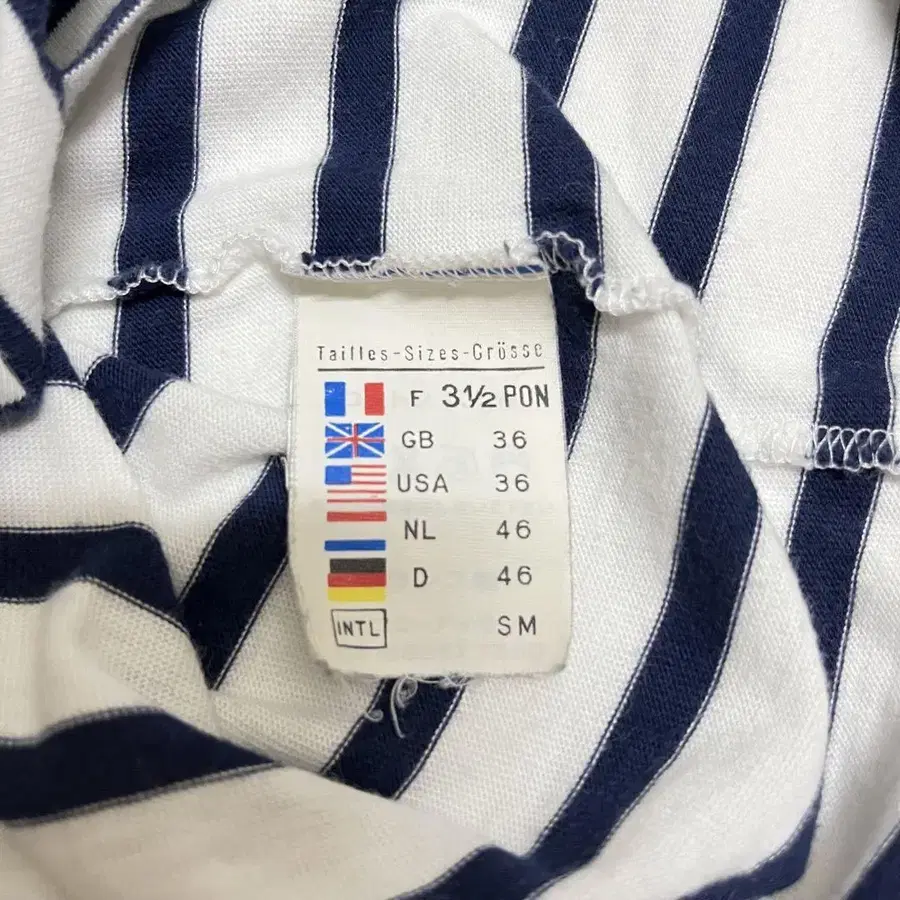 Tailles-Sizes-Grösse
F 3½ PON
GB 36
USA 36
NL 46
D 46
INTL SM